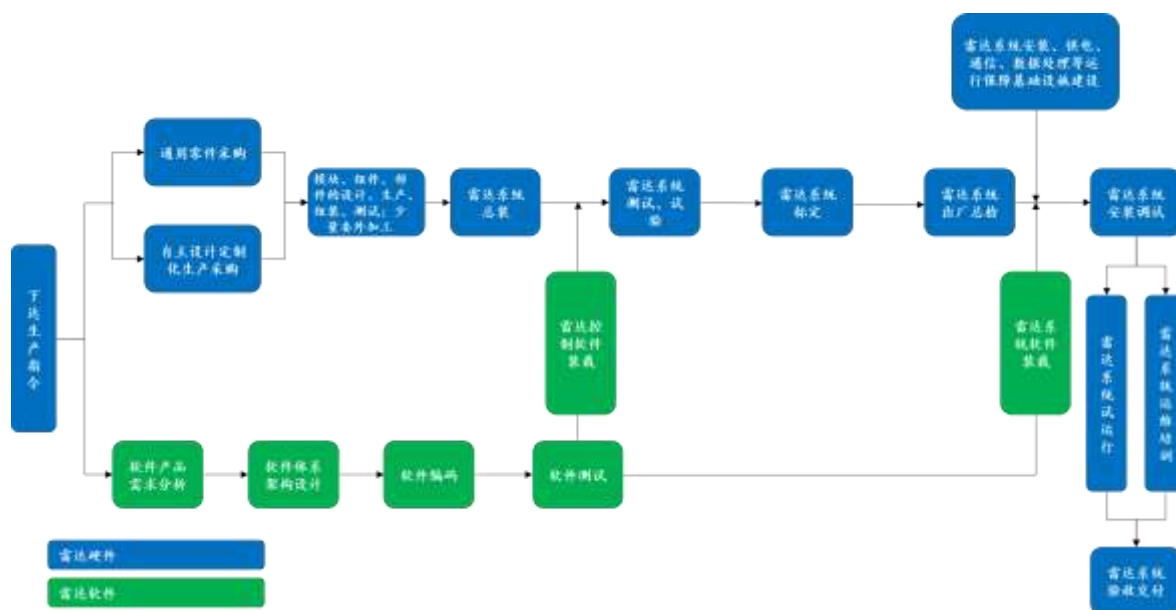 雷达系统安装、供电、
通信、数据处理等运
行保障基础设施建设
通用零件采购
自主设计定制
化生产采购
模块、组件、部
件的设计、生产、
组装、测试；少
量委外加工
雷达系统
总装
雷达系统
测试、试
验
雷达系统
标定
雷达系统
出厂总检
雷达系统
安装调试
下达生产指令
雷达控
制软件
装载
雷达系
统软件
装载
雷达系统试运行
雷达系统运维培训
软件产品
需求分析
软件体系
架构设计
软件编码
软件测试
雷达系统
验收交付
雷达硬件
雷达软件